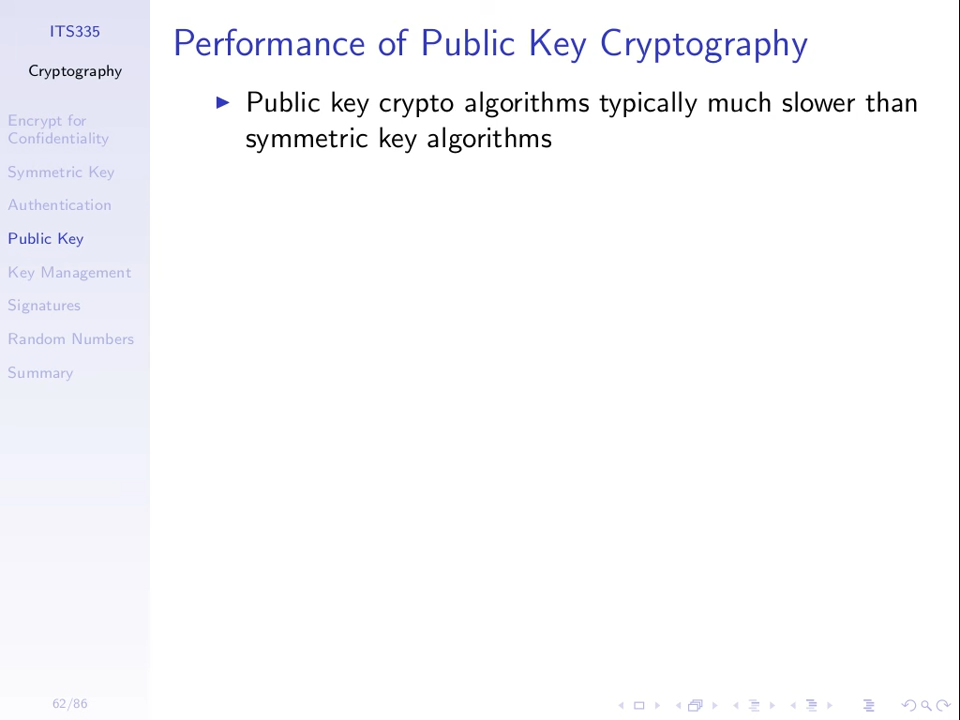 ITS335
Cryptography
Encrypt for
Confidentiality
Symmetric Key
Authentication
Public Key
Key Management
Signatures
Random Numbers
Summary
62/86
Performance of Public Key Cryptography
Public key crypto algorithms typically much slower than
symmetric key algorithms